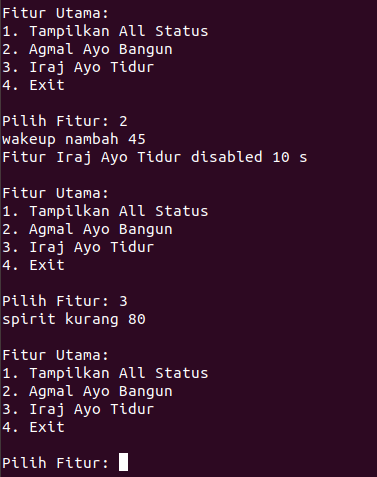 Fitur Utama:
1. Tampilkan All Status
2. Agmal Ayo Bangun
3. Iraj Ayo Tidur
4. Exit
Pilih Fitur: 2
wakeup nambah 45
Fitur Iraj Ayo Tidur disabled 10 s
Fitur Utama:
1. Tampilkan All Status
2. Agmal Ayo Bangun
3. Iraj Ayo Tidur
4. Exit
Pilih Fitur: 3
spirit kurang 80
Fitur Utama:
1. Tampilkan All Status
2. Agmal Ayo Bangun
3. Iraj Ayo Tidur
4. Exit
Pilih Fitur: